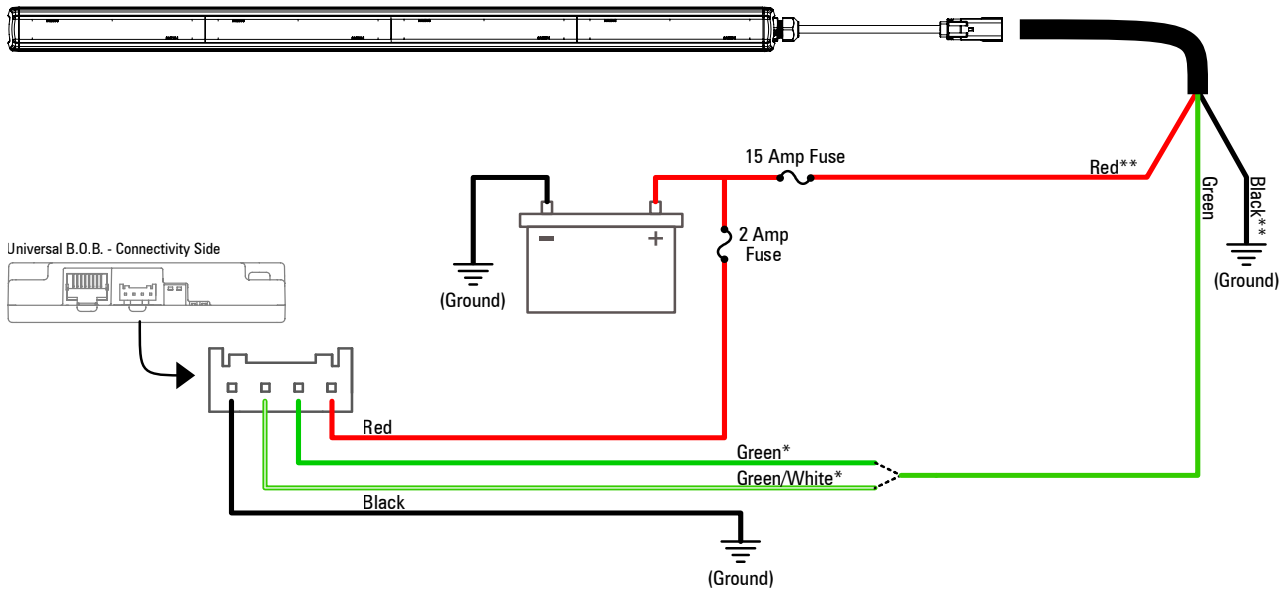 15 Amp Fuse
Red**
Green
Black**
2 Amp
Fuse
Universal B.O.B. - Connectivity Side
(Ground)
(Ground)
Red
Green*
Green/White*
Black
(Ground)